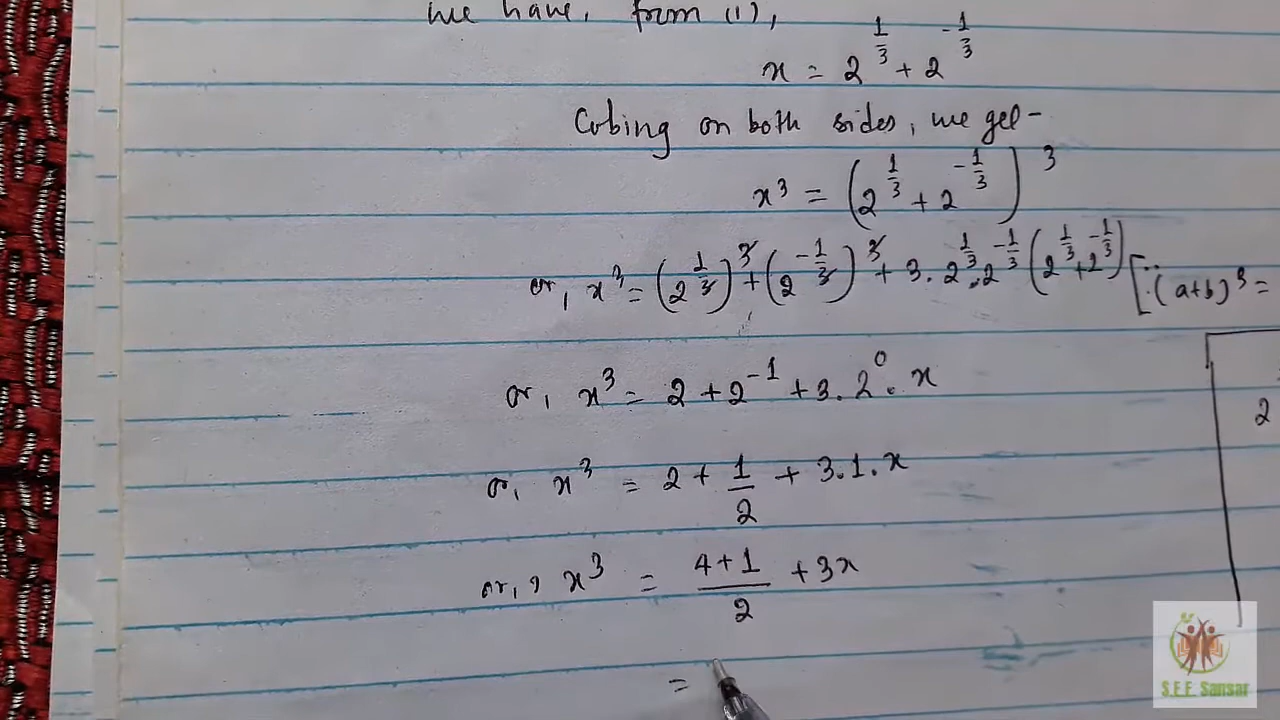 we have, from (1),
x = 2^{1/3} + 2^{-1/3}
Cubing on both sides, we get
x³ = (2^{1/3} + 2^{-1/3})³
or, x³ = (2^{1/3})³ + (2^{-1/3})³ + 3.2^{1/3}.2^{-1/3}(2^{1/3}+2^{-1/3}) [∵ (a+b)³ =
or, x³ = 2 + 2^{-1} + 3.2^0.x
2
or, x³ = 2 + 1/2 + 3.1.x
or, x³ = (4+1)/2 + 3x
=
S.E.E. Sansar